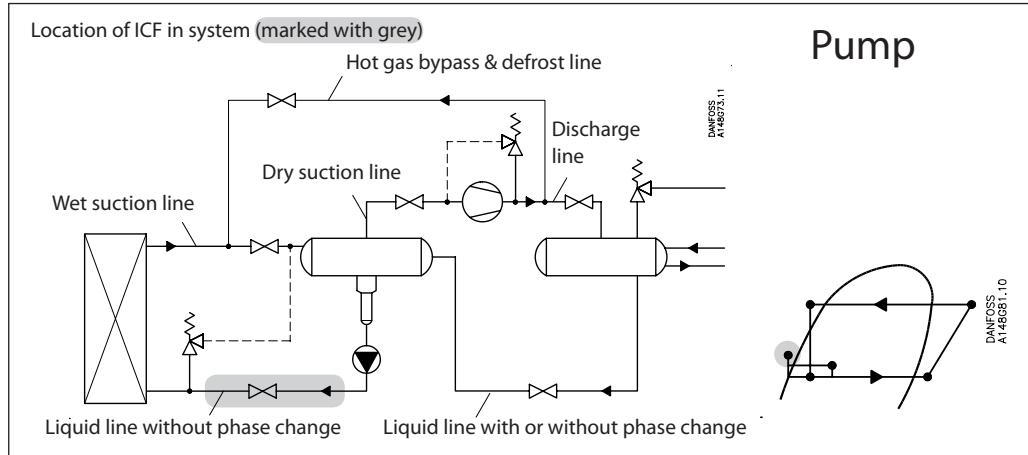 Location of ICF in system (marked with grey)
Pump
Hot gas bypass & defrost line
DANFOSS
A148G73.11
Discharge
line
Dry suction line
Wet suction line
DANFOSS
A148G81.10
Liquid line without phase change
Liquid line with or without phase change